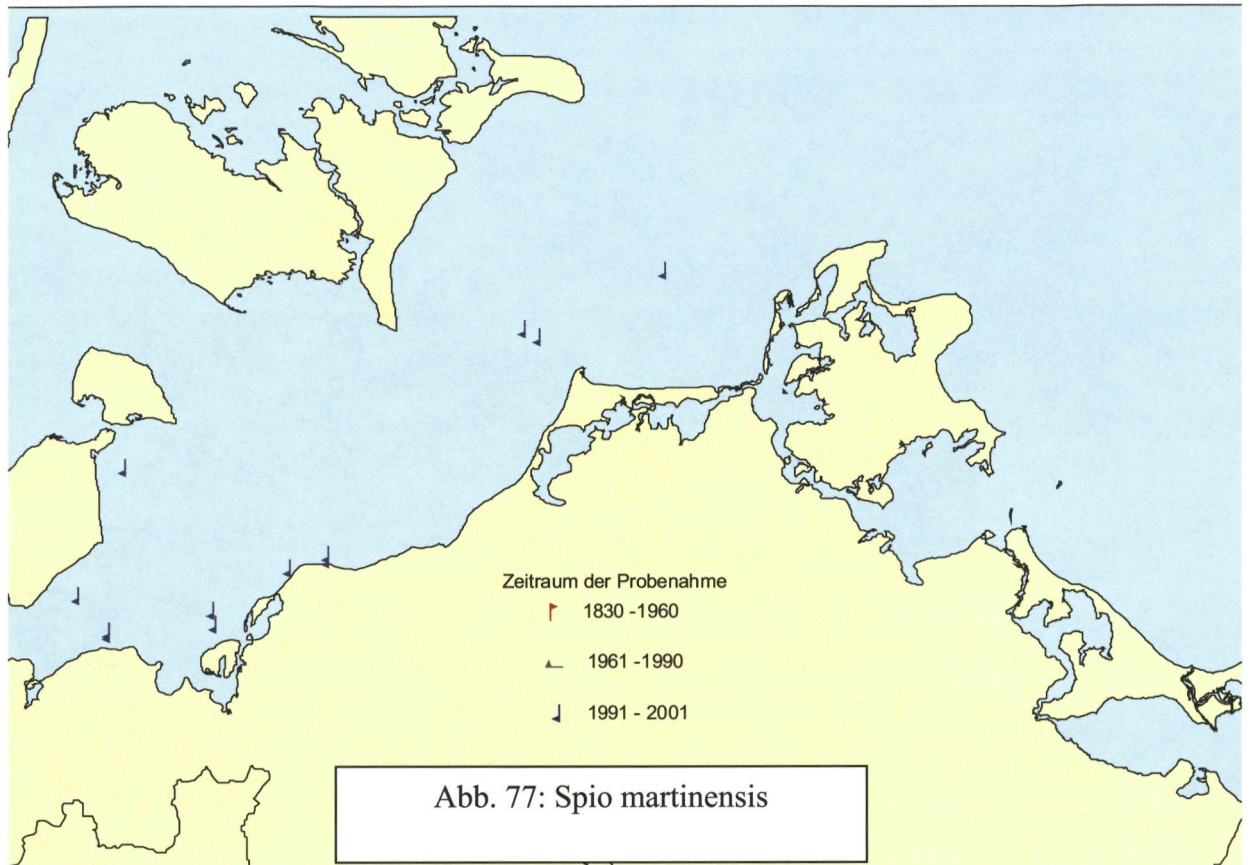 Zeitraum der Probenahme
1830 -1960
1961 -1990
1991 - 2001
Abb. 77: Spio martinensis